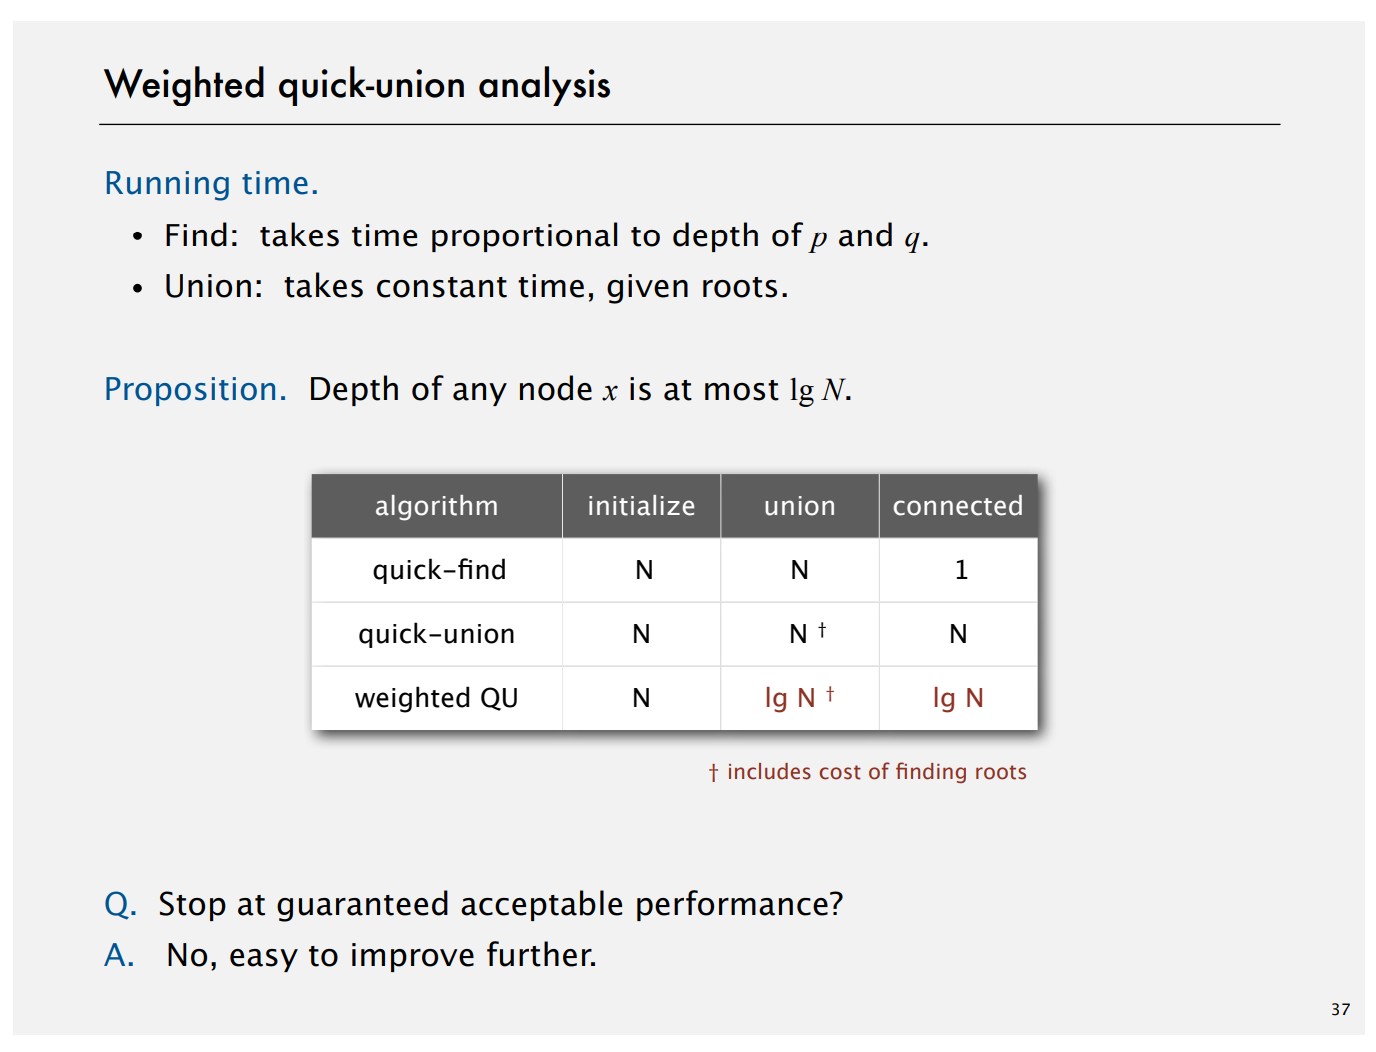 Weighted quick-union analysis
Running time.
• Find: takes time proportional to depth of p and q.
• Union: takes constant time, given roots.
Proposition. Depth of any node x is at most lg N.
algorithm initialize union connected
quick–find N N 1
quick–union N N † N
weighted QU N lg N † lg N
† includes cost of finding roots
Q. Stop at guaranteed acceptable performance?
A. No, easy to improve further.
37